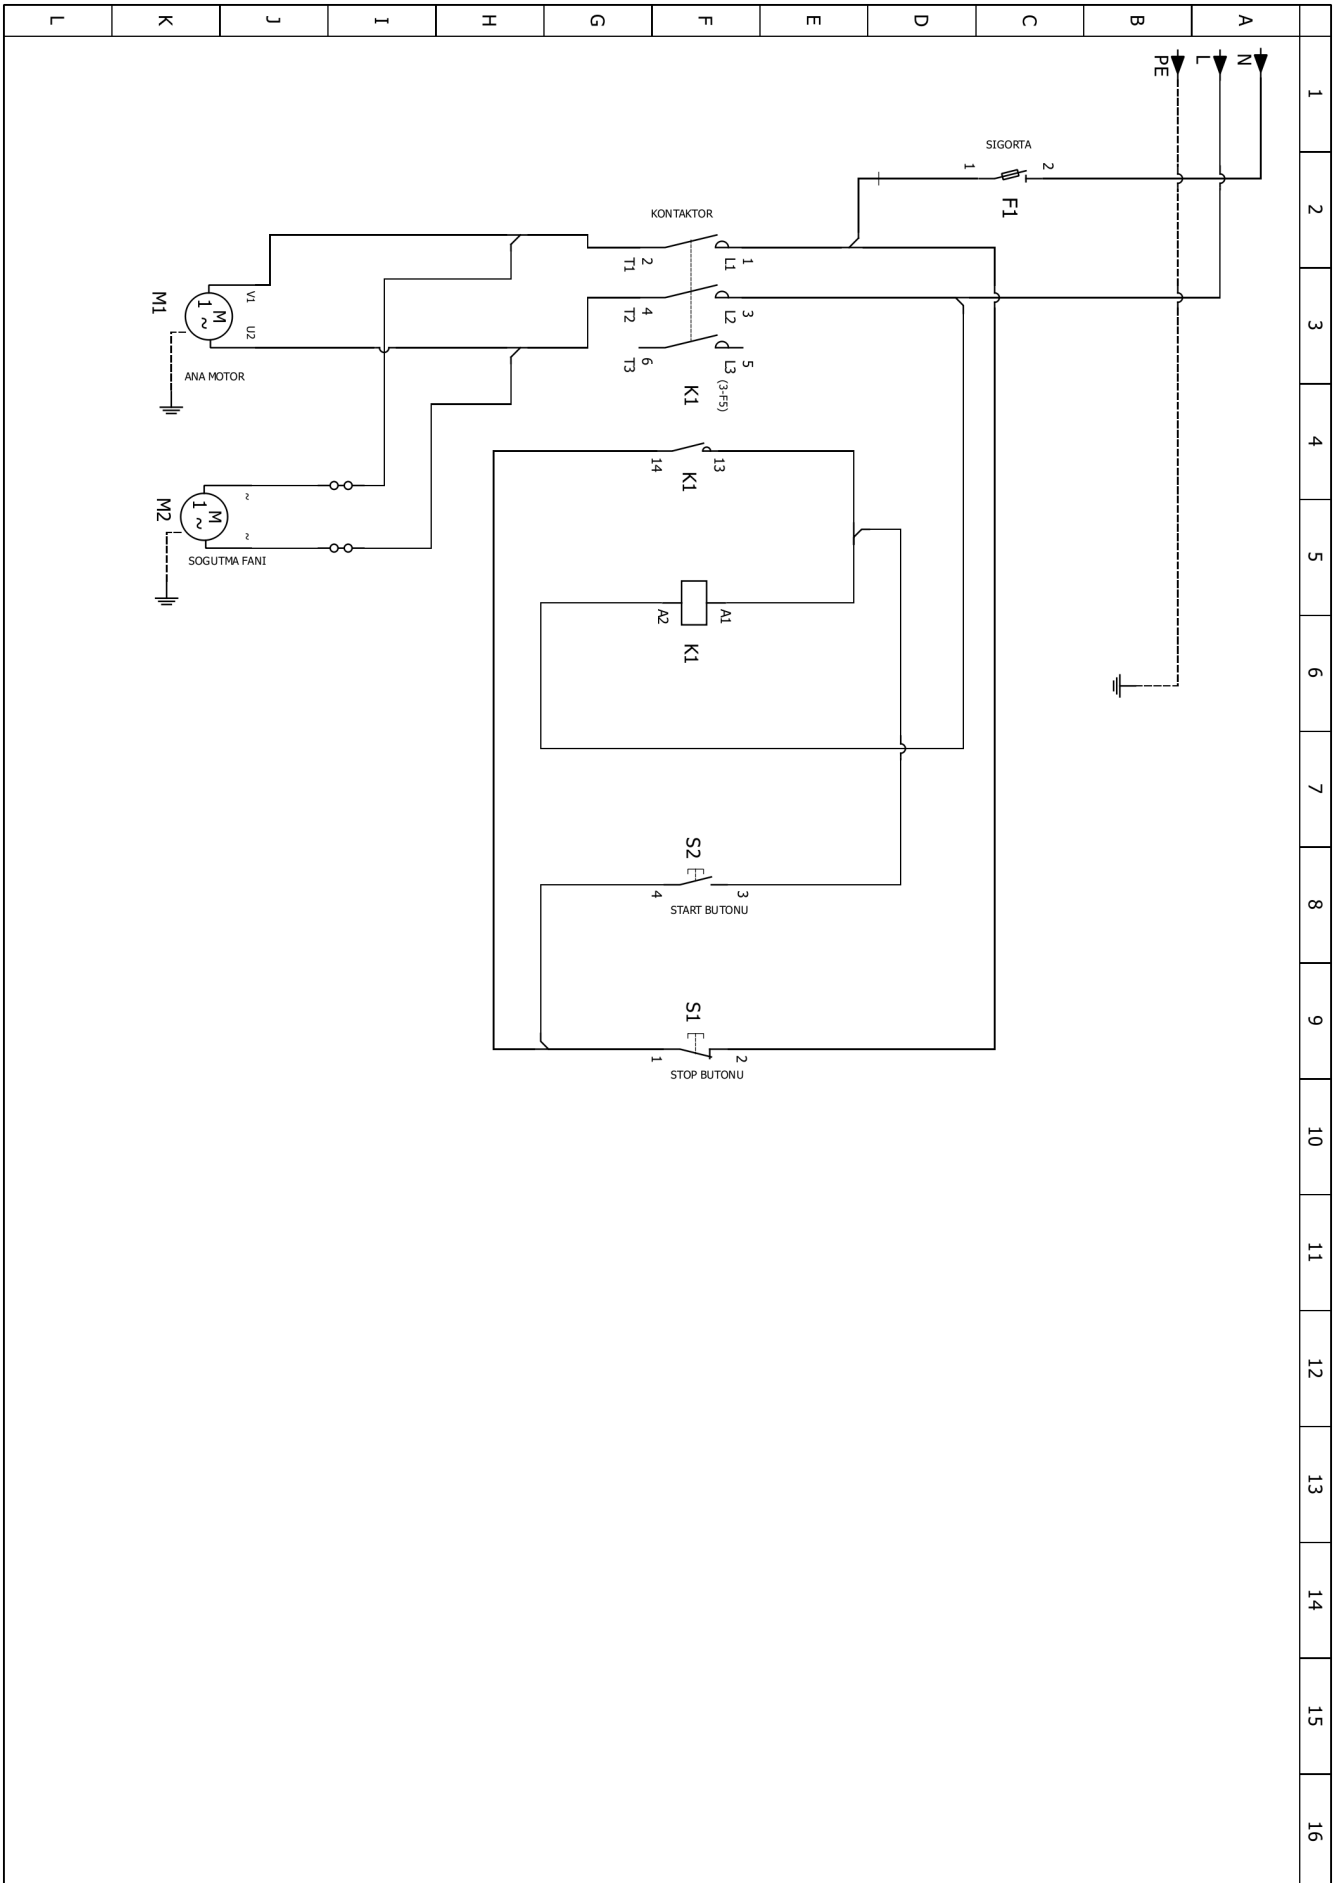 L K J I H G F E D C B A
1
2
3
4
5
6
7
8
9
10
11
12
13
14
15
16
PE L N
SIGORTA
1 2
F1
KONTAKTOR
2 1
T1 L1
4 3
T2 L2
6 5
T3 L3
K1 (3-F5)
M1
M
1 ~
V1
U2
ANA MOTOR
14 13
K1
M2
M
1 ~
~
~
SOGUTMA FANI
A2 A1
K1
S2
4 3
START BUTONU
S1
1 2
STOP BUTONU